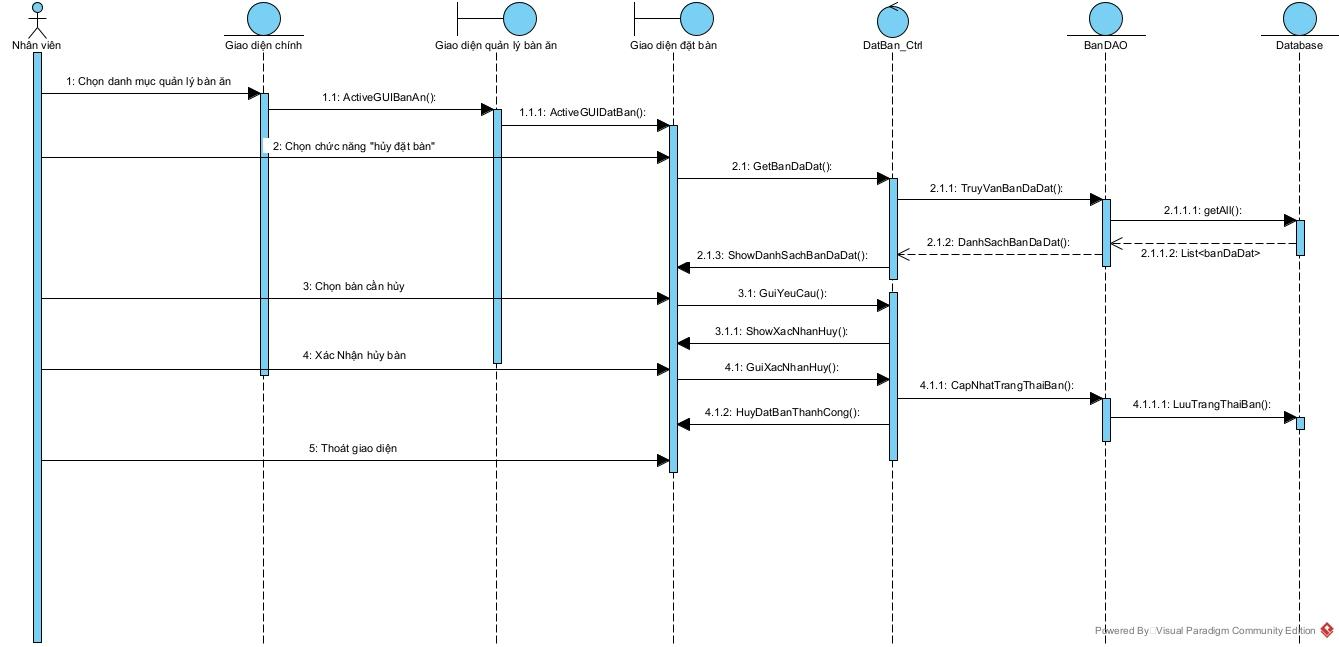 Nhân viên
Giao diện chính
Giao diện quản lý bàn ăn
Giao diện đặt bàn
DatBan_Ctrl
BanDAO
Database
1: Chọn danh mục quản lý bàn ăn
1.1: ActiveGUIBanAn():
1.1.1: ActiveGUIDatBan():
2: Chọn chức năng "hủy đặt bàn"
2.1: GetBanDaDat():
2.1.1: TruyVanBanDaDat():
2.1.1.1: getAll():
2.1.1.2: List<banDaDat>
2.1.2: DanhSachBanDaDat():
2.1.3: ShowDanhSachBanDaDat():
3: Chọn bàn cần hủy
3.1: GuiYeuCau():
3.1.1: ShowXacNhanHuy():
4: Xác Nhận hủy bàn
4.1: GuiXacNhanHuy():
4.1.1: CapNhatTrangThaiBan():
4.1.1.1: LuuTrangThaiBan():
4.1.2: HuyDatBanThanhCong():
5: Thoát giao diện
Powered By Visual Paradigm Community Edition